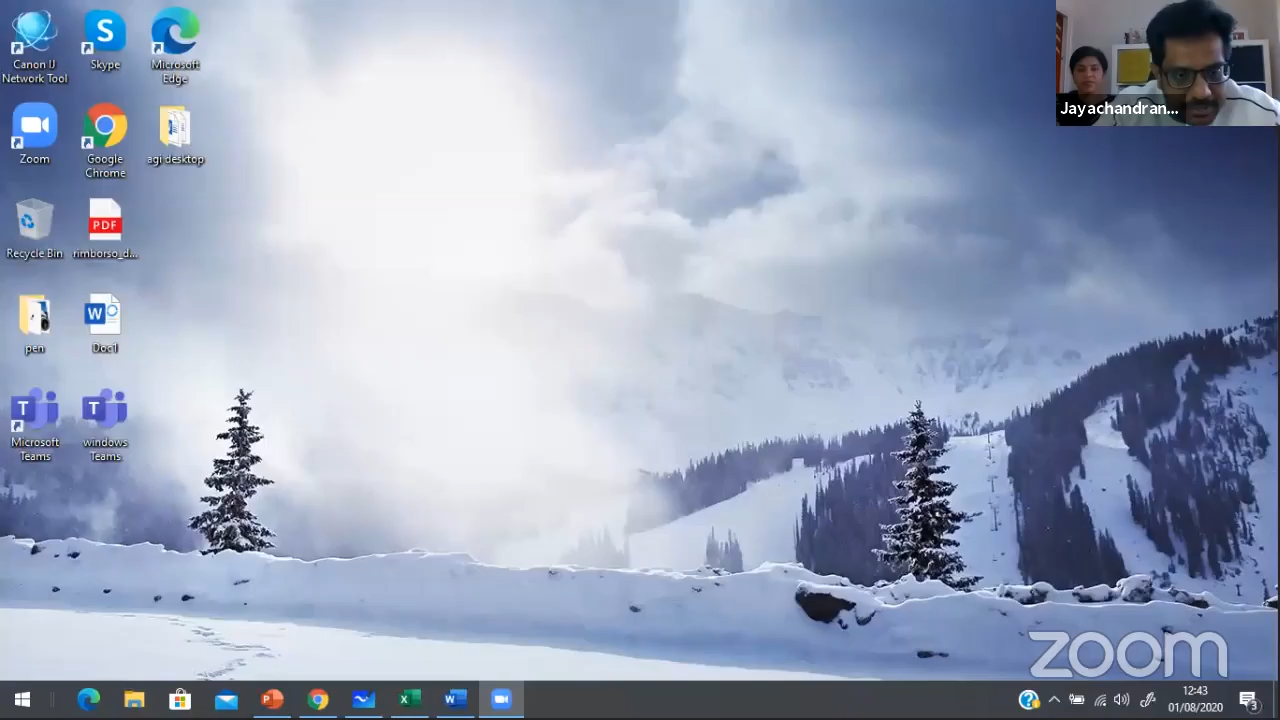 Canon IJ
Network Tool
S
Skype
Microsoft
Edge
Zoom
Google
Chrome
agi desktop
Recycle Bin
PDF
rimborso_d...
pen
W
Doc1
T
Microsoft
Teams
T
windows
Teams
Jayachandran...
zoom
12:43
01/08/2020
3